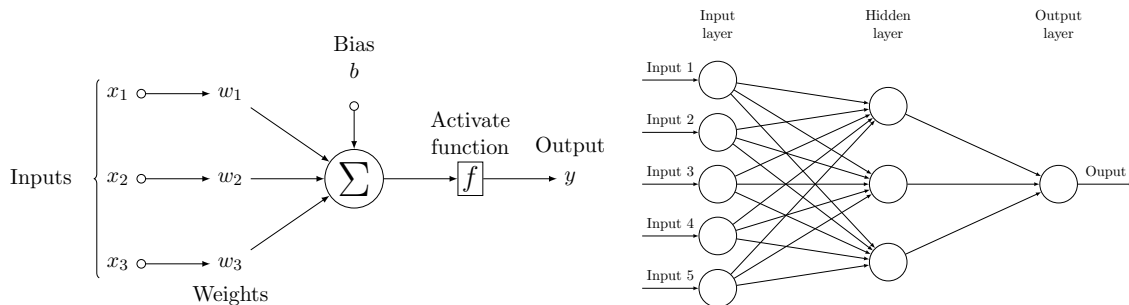 Bias
b
x₁
w₁
Activate
function
Output
Inputs
x₂
w₂
∑
f
y
x₃
w₃
Weights
Input
layer
Hidden
layer
Output
layer
Input 1
Input 2
Input 3
Ouput
Input 4
Input 5